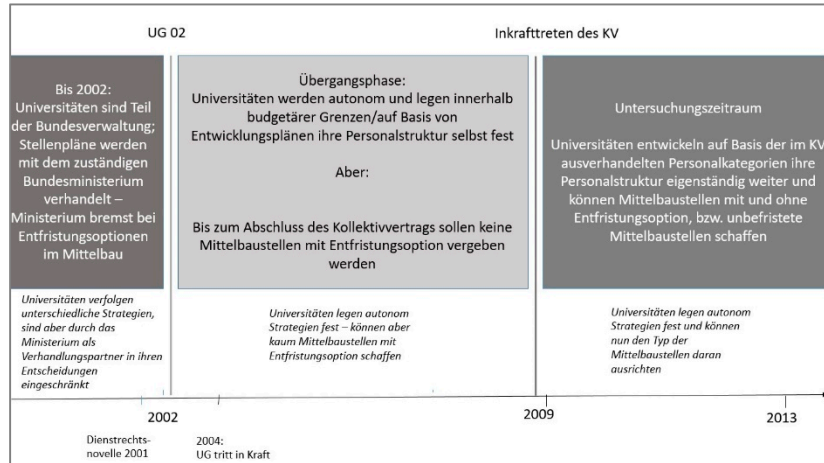 UG 02
Inkrafttreten des KV
Bis 2002:
Universitäten sind Teil
der Bundesverwaltung;
Stellenpläne werden
mit dem zuständigen
Bundesministerium
verhandelt –
Ministerium bremst bei
Entfristungsoptionen
im Mittelbau
Übergangsphase:
Universitäten werden autonom und legen innerhalb
budgetärer Grenzen/auf Basis von
Entwicklungsplänen ihre Personalstruktur selbst
fest
Aber:
Bis zum Abschluss des Kollektivvertrags sollen keine
Mittelbaustellen mit Entfristungsoption vergeben
werden
Untersuchungszeitraum
Universitäten entwickeln auf Basis der im KV
ausverhandelten Personalkategorien ihre
Personalstruktur eigenständig weiter und
können Mittelbaustellen mit und ohne
Entfristungsoption, bzw. unbefristete
Mittelbaustellen schaffen
Universitäten verfolgen
unterschiedliche Strategien,
sind aber durch das
Ministerium als
Verhandlungspartner in ihren
Entscheidungen
eingeschränkt
Universitäten legen autonom
Strategien fest – können aber
kaum Mittelbaustellen mit
Entfristungsoption schaffen
Universitäten legen autonom
Strategien fest und können
nun den Typ der
Mittelbaustellen daran
ausrichten
2002
2009
2013
Dienstrechts-
novelle 2001
2004:
UG tritt in Kraft